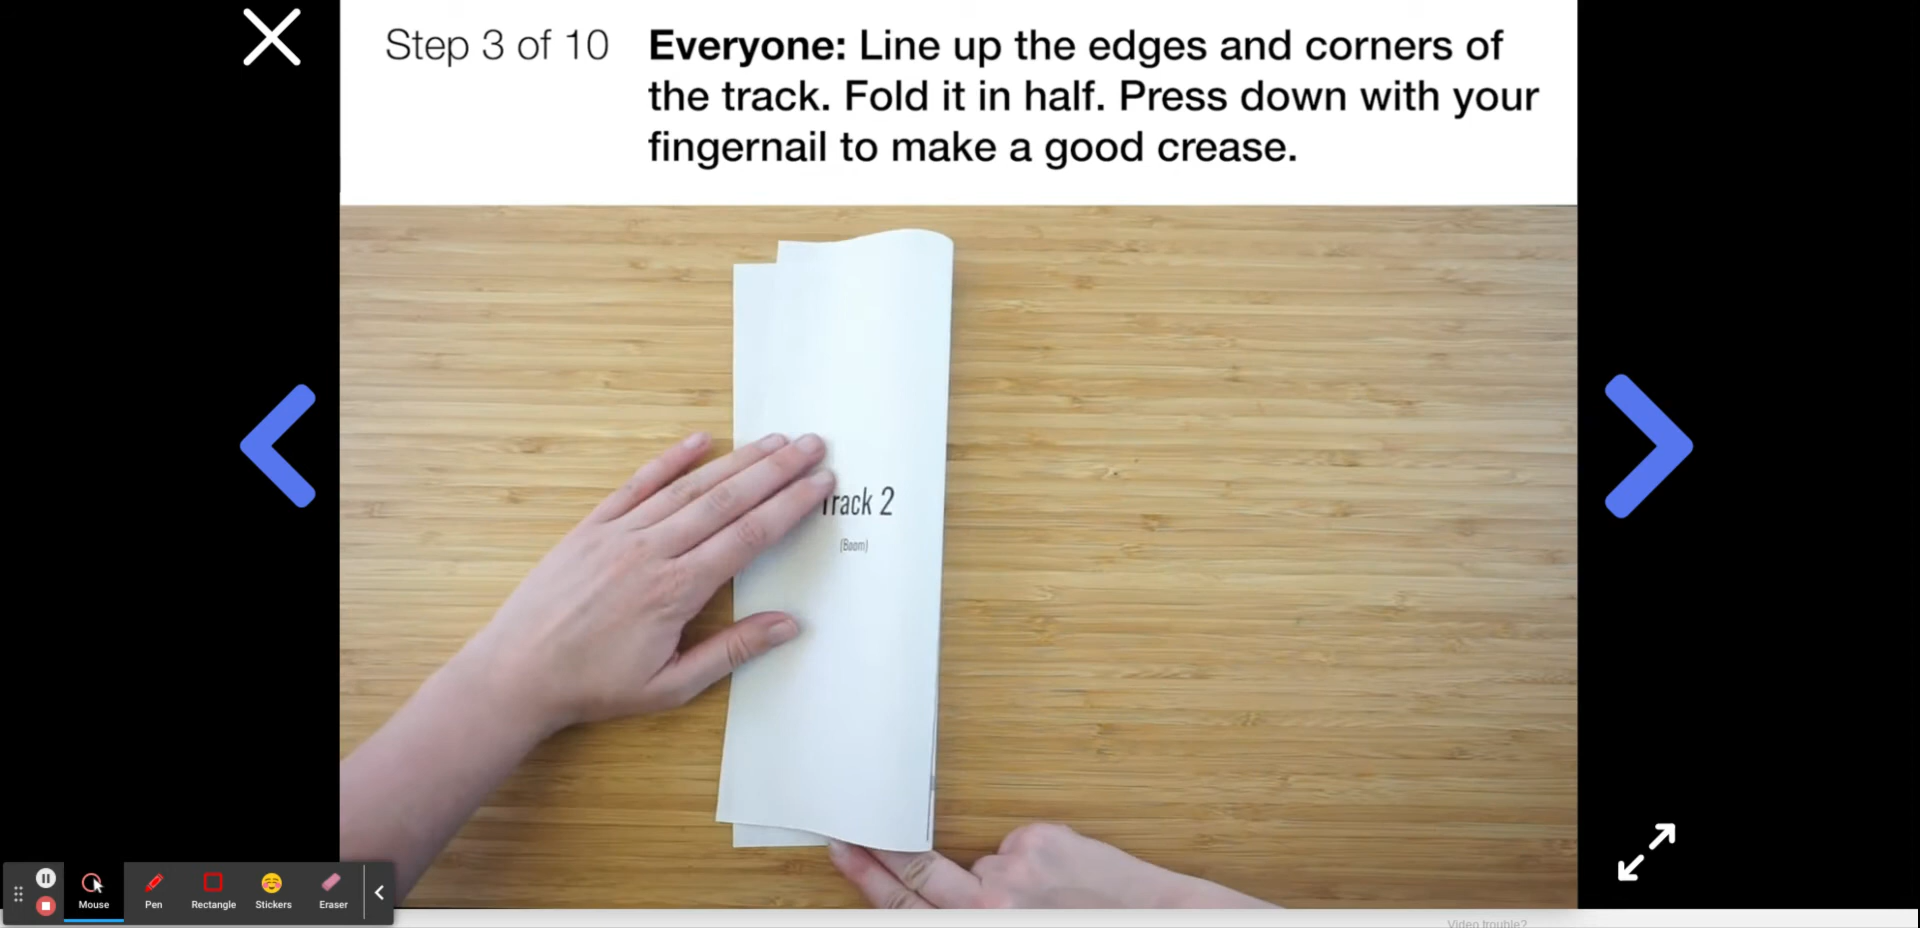 Step 3 of 10
Everyone: Line up the edges and corners of
the track. Fold it in half. Press down with your
fingernail to make a good crease.
Track 2
(Boom)
Mouse
Pen
Rectangle
Stickers
Eraser
Video trouble?